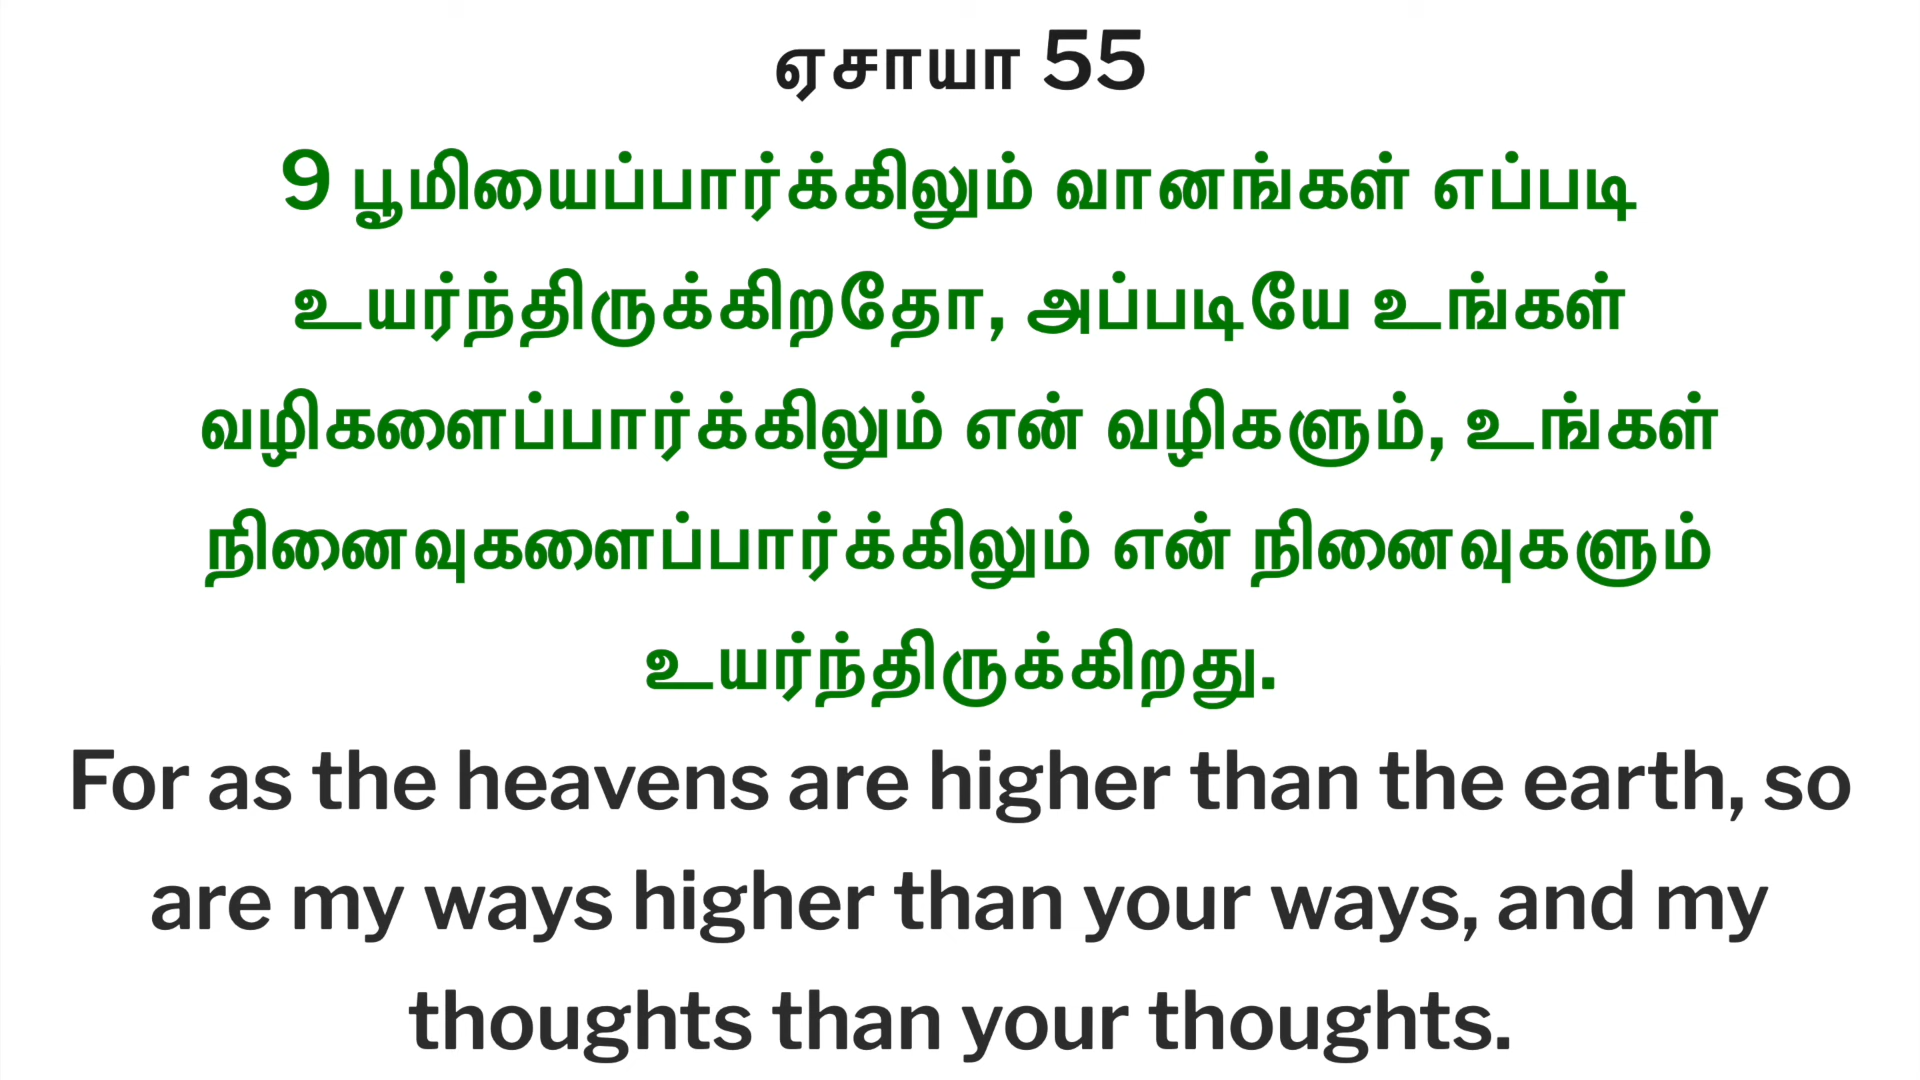 ஏசாயா 55
9 பூமியைப்பார்க்கிலும் வானங்கள் எப்படி
உயர்ந்திருக்கிறதோ, அப்படியே உங்கள்
வழிகளைப்பார்க்கிலும் என் வழிகளும், உங்கள்
நினைவுகளைப்பார்க்கிலும் என் நினைவுகளும்
உயர்ந்திருக்கிறது.
For as the heavens are higher than the earth, so
are my ways higher than your ways, and my
thoughts than your thoughts.